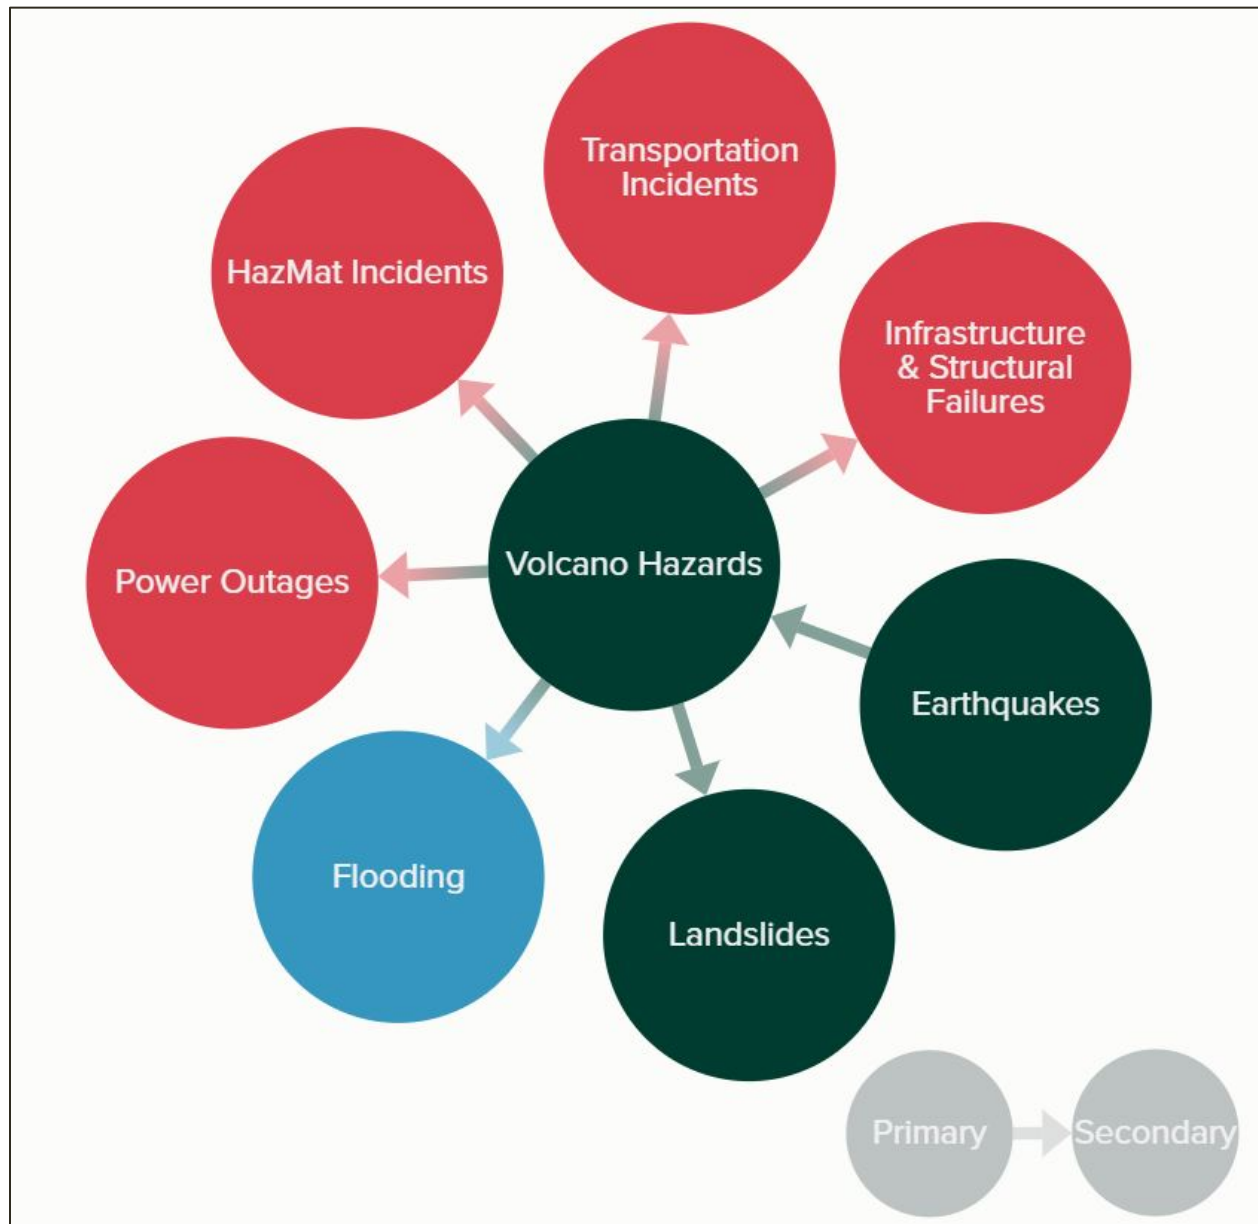 Transportation
Incidents
HazMat Incidents
Infrastructure
& Structural
Failures
Volcano Hazards
Power Outages
Earthquakes
Flooding
Landslides
Primary
Secondary